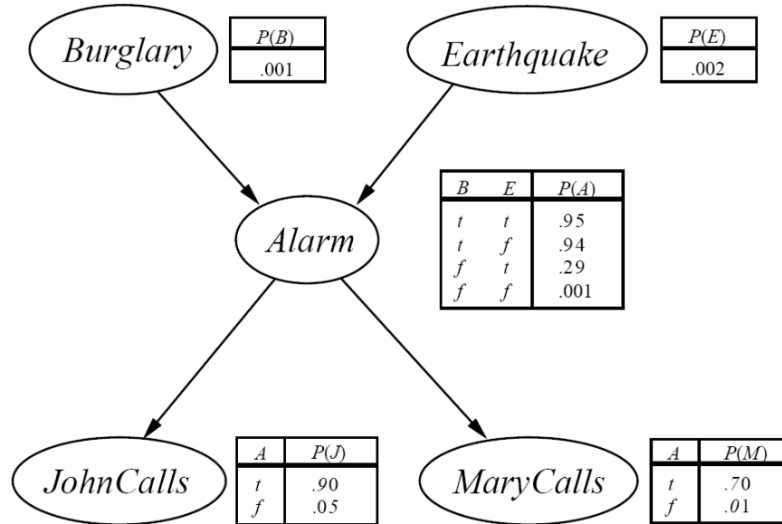 Burglary
P(B)
.001
Earthquake
P(E)
.002
Alarm
B E P(A)
t t .95
t f .94
f t .29
f f .001
JohnCalls
A P(J)
t .90
f .05
MaryCalls
A P(M)
t .70
f .01